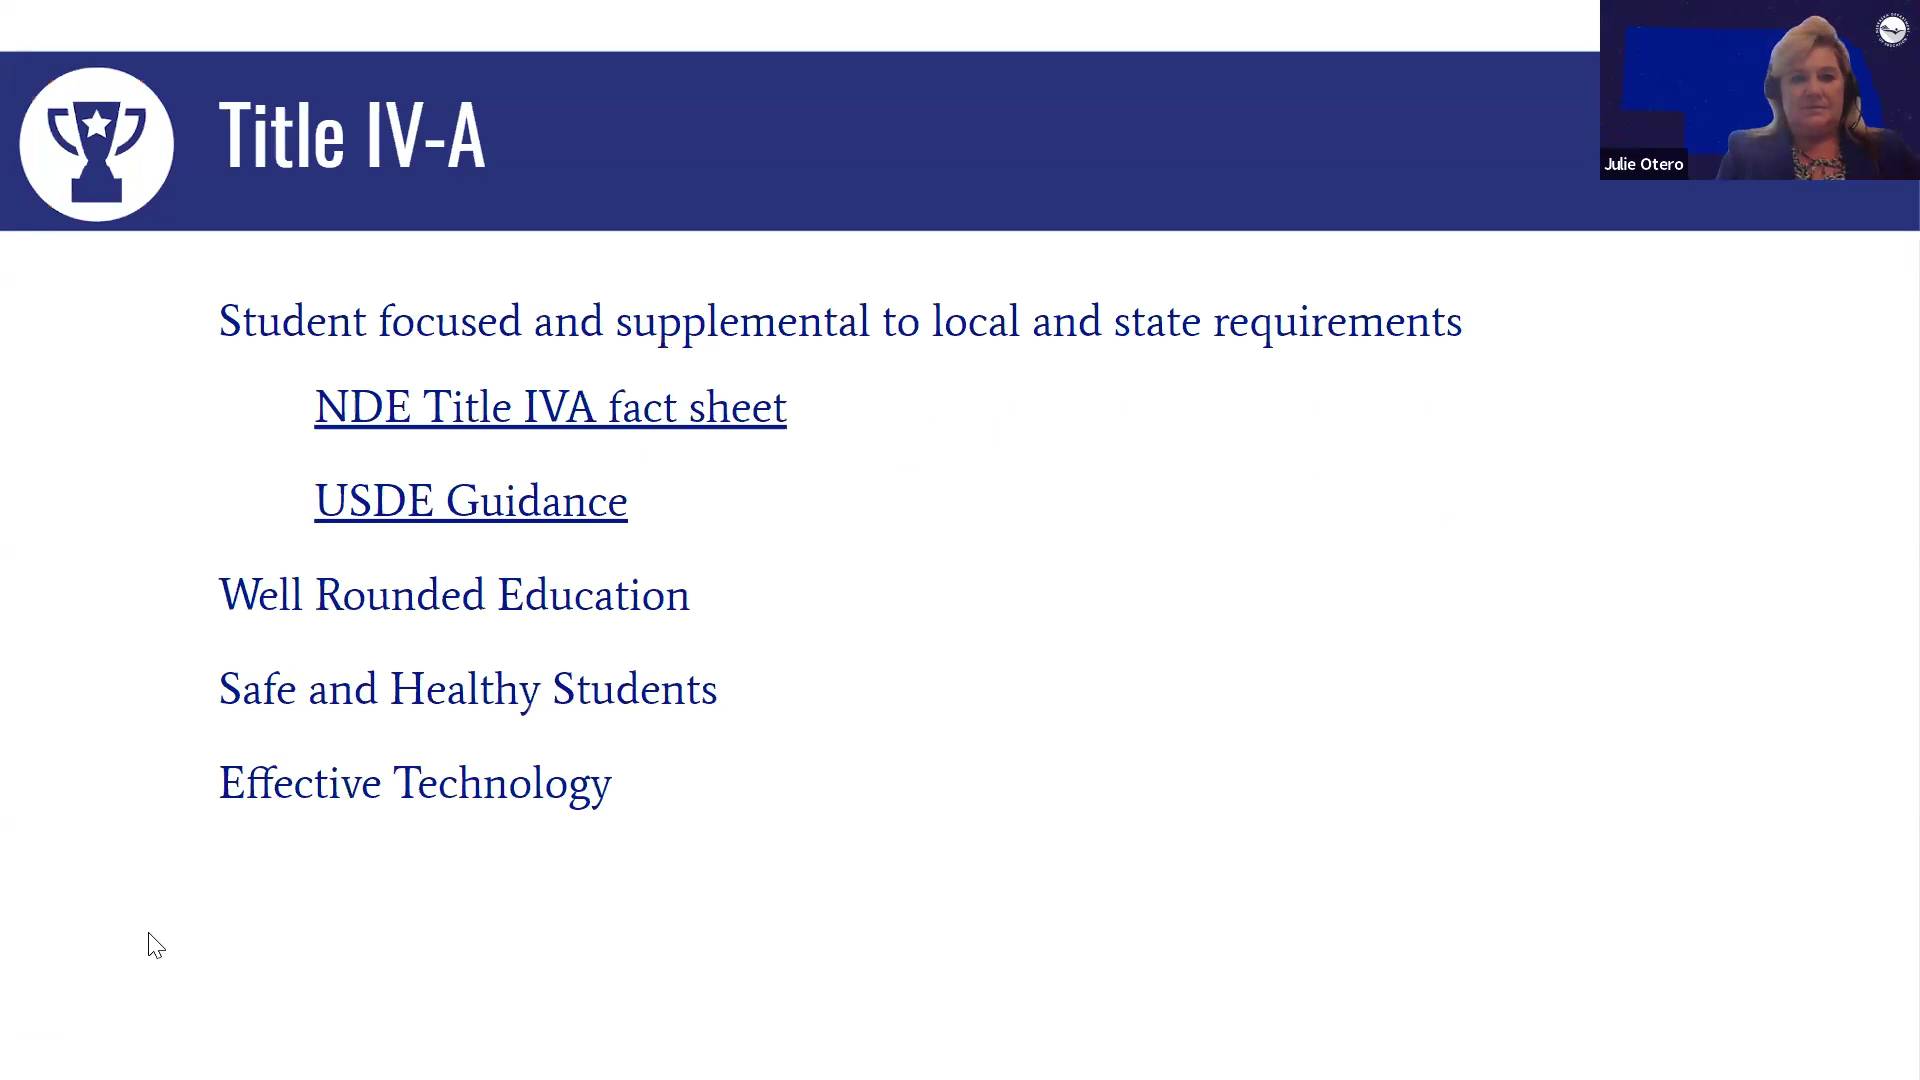 Title IV-A
Julie Otero
Student focused and supplemental to local and state requirements
NDE Title IVA fact sheet
USDE Guidance
Well Rounded Education
Safe and Healthy Students
Effective Technology